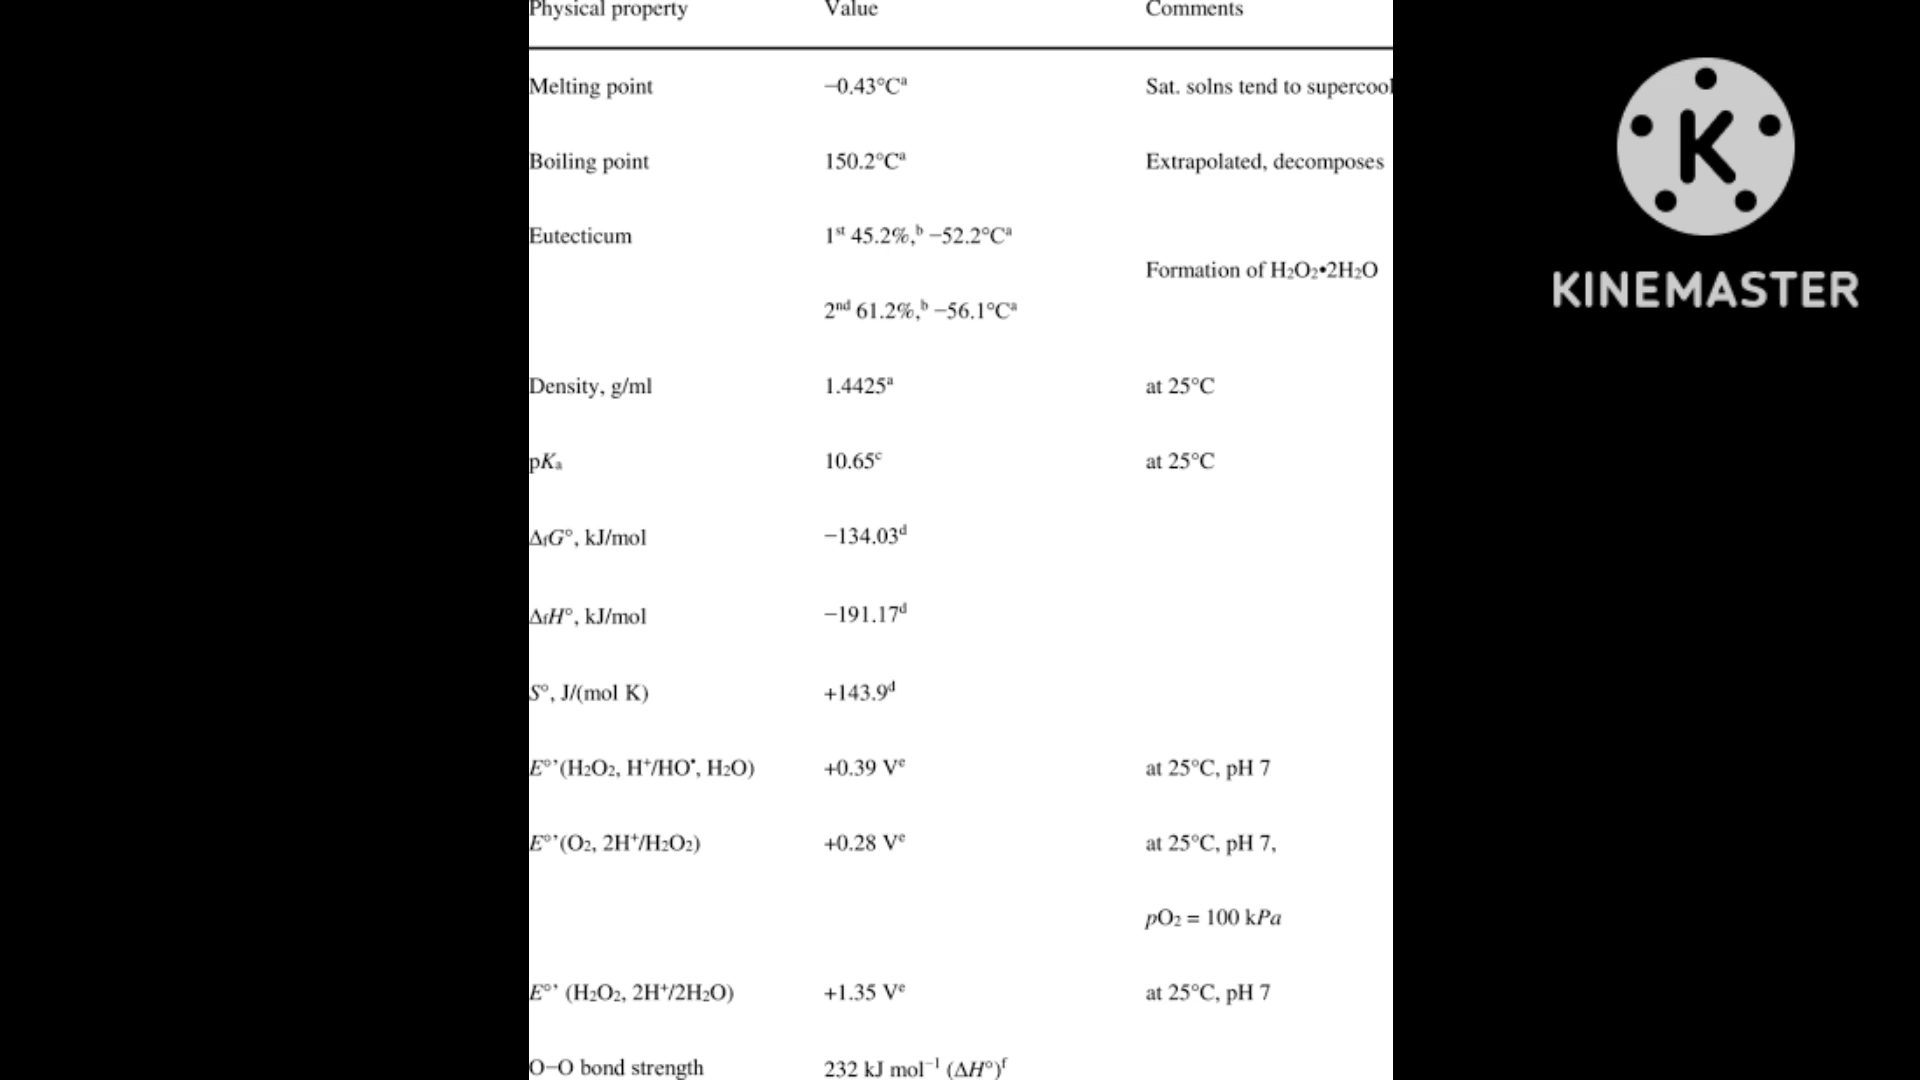 Physical property Value Comments
Melting point −0.43°Cᵃ Sat. solns tend to supercool
Boiling point 150.2°Cᵃ Extrapolated, decomposes
Eutecticum 1ˢᵗ 45.2%,ᵇ −52.2°Cᵃ
Formation of H₂O₂•2H₂O
2ⁿᵈ 61.2%,ᵇ −56.1°Cᵃ
Density, g/ml 1.4425ᵃ at 25°C
pKₐ 10.65ᶜ at 25°C
ΔfG°, kJ/mol −134.03ᵈ
ΔfH°, kJ/mol −191.17ᵈ
S°, J/(mol K) +143.9ᵈ
E°’(H₂O₂, H⁺/HO•, H₂O) +0.39 Vᵉ at 25°C, pH 7
E°’(O₂, 2H⁺/H₂O₂) +0.28 Vᵉ at 25°C, pH 7,
pO₂ = 100 kPa
E°’ (H₂O₂, 2H⁺/2H₂O) +1.35 Vᵉ at 25°C, pH 7
O−O bond strength 232 kJ mol⁻¹ (ΔH°)ᶠ
K
KINEMASTER